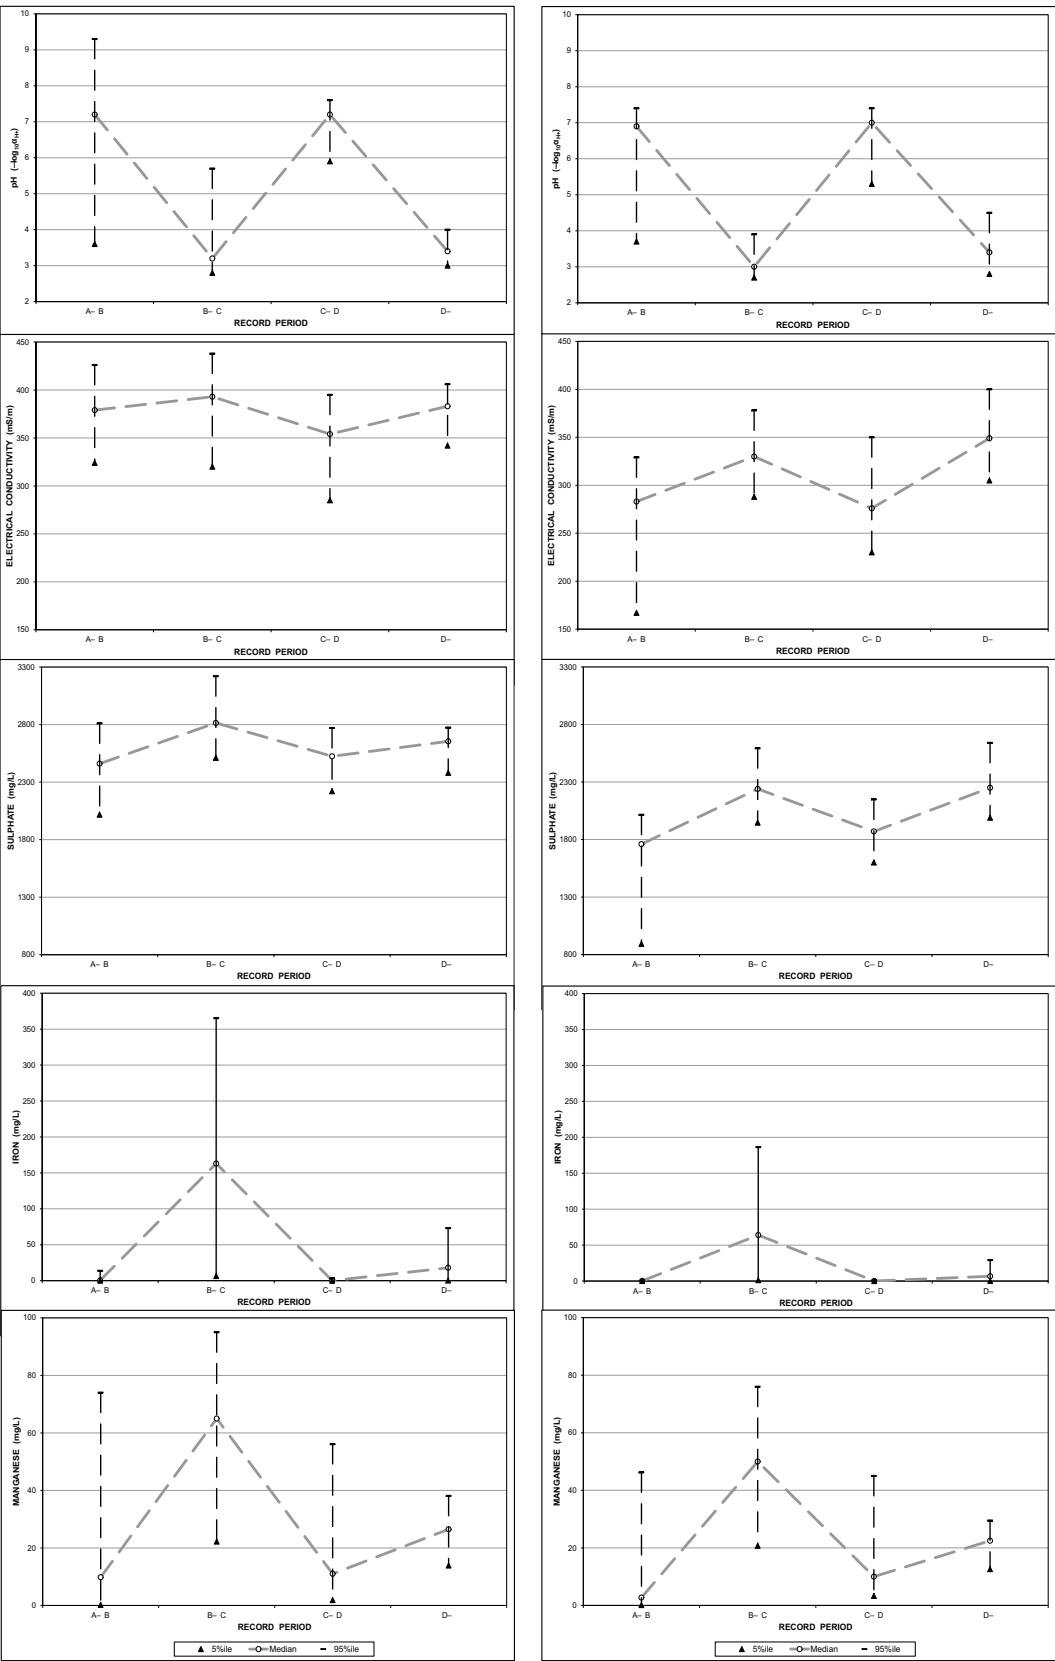 10
9
8
7
6
5
4
3
2
pH (–log₁₀αH+)
A– B
B– C
C– D
D–
RECORD PERIOD
10
9
8
7
6
5
4
3
2
pH (–log₁₀αH+)
A– B
B– C
C– D
D–
RECORD PERIOD
450
400
350
300
250
200
150
ELECTRICAL CONDUCTIVITY (mS/m)
A– B
B– C
C– D
D–
RECORD PERIOD
450
400
350
300
250
200
150
ELECTRICAL CONDUCTIVITY (mS/m)
A– B
B– C
C– D
D–
RECORD PERIOD
3300
2800
2300
1800
1300
800
SULPHATE (mg/L)
A– B
B– C
C– D
D–
RECORD PERIOD
3300
2800
2300
1800
1300
800
SULPHATE (mg/L)
A– B
B– C
C– D
D–
RECORD PERIOD
400
350
300
250
200
150
100
50
0
IRON (mg/L)
A– B
B– C
C– D
D–
RECORD PERIOD
400
350
300
250
200
150
100
50
0
IRON (mg/L)
A– B
B– C
C– D
D–
RECORD PERIOD
100
80
60
40
20
0
MANGANESE (mg/L)
A– B
B– C
C– D
D–
RECORD PERIOD
5%ile Median 95%ile
100
80
60
40
20
0
MANGANESE (mg/L)
A– B
B– C
C– D
D–
RECORD PERIOD
5%ile Median 95%ile